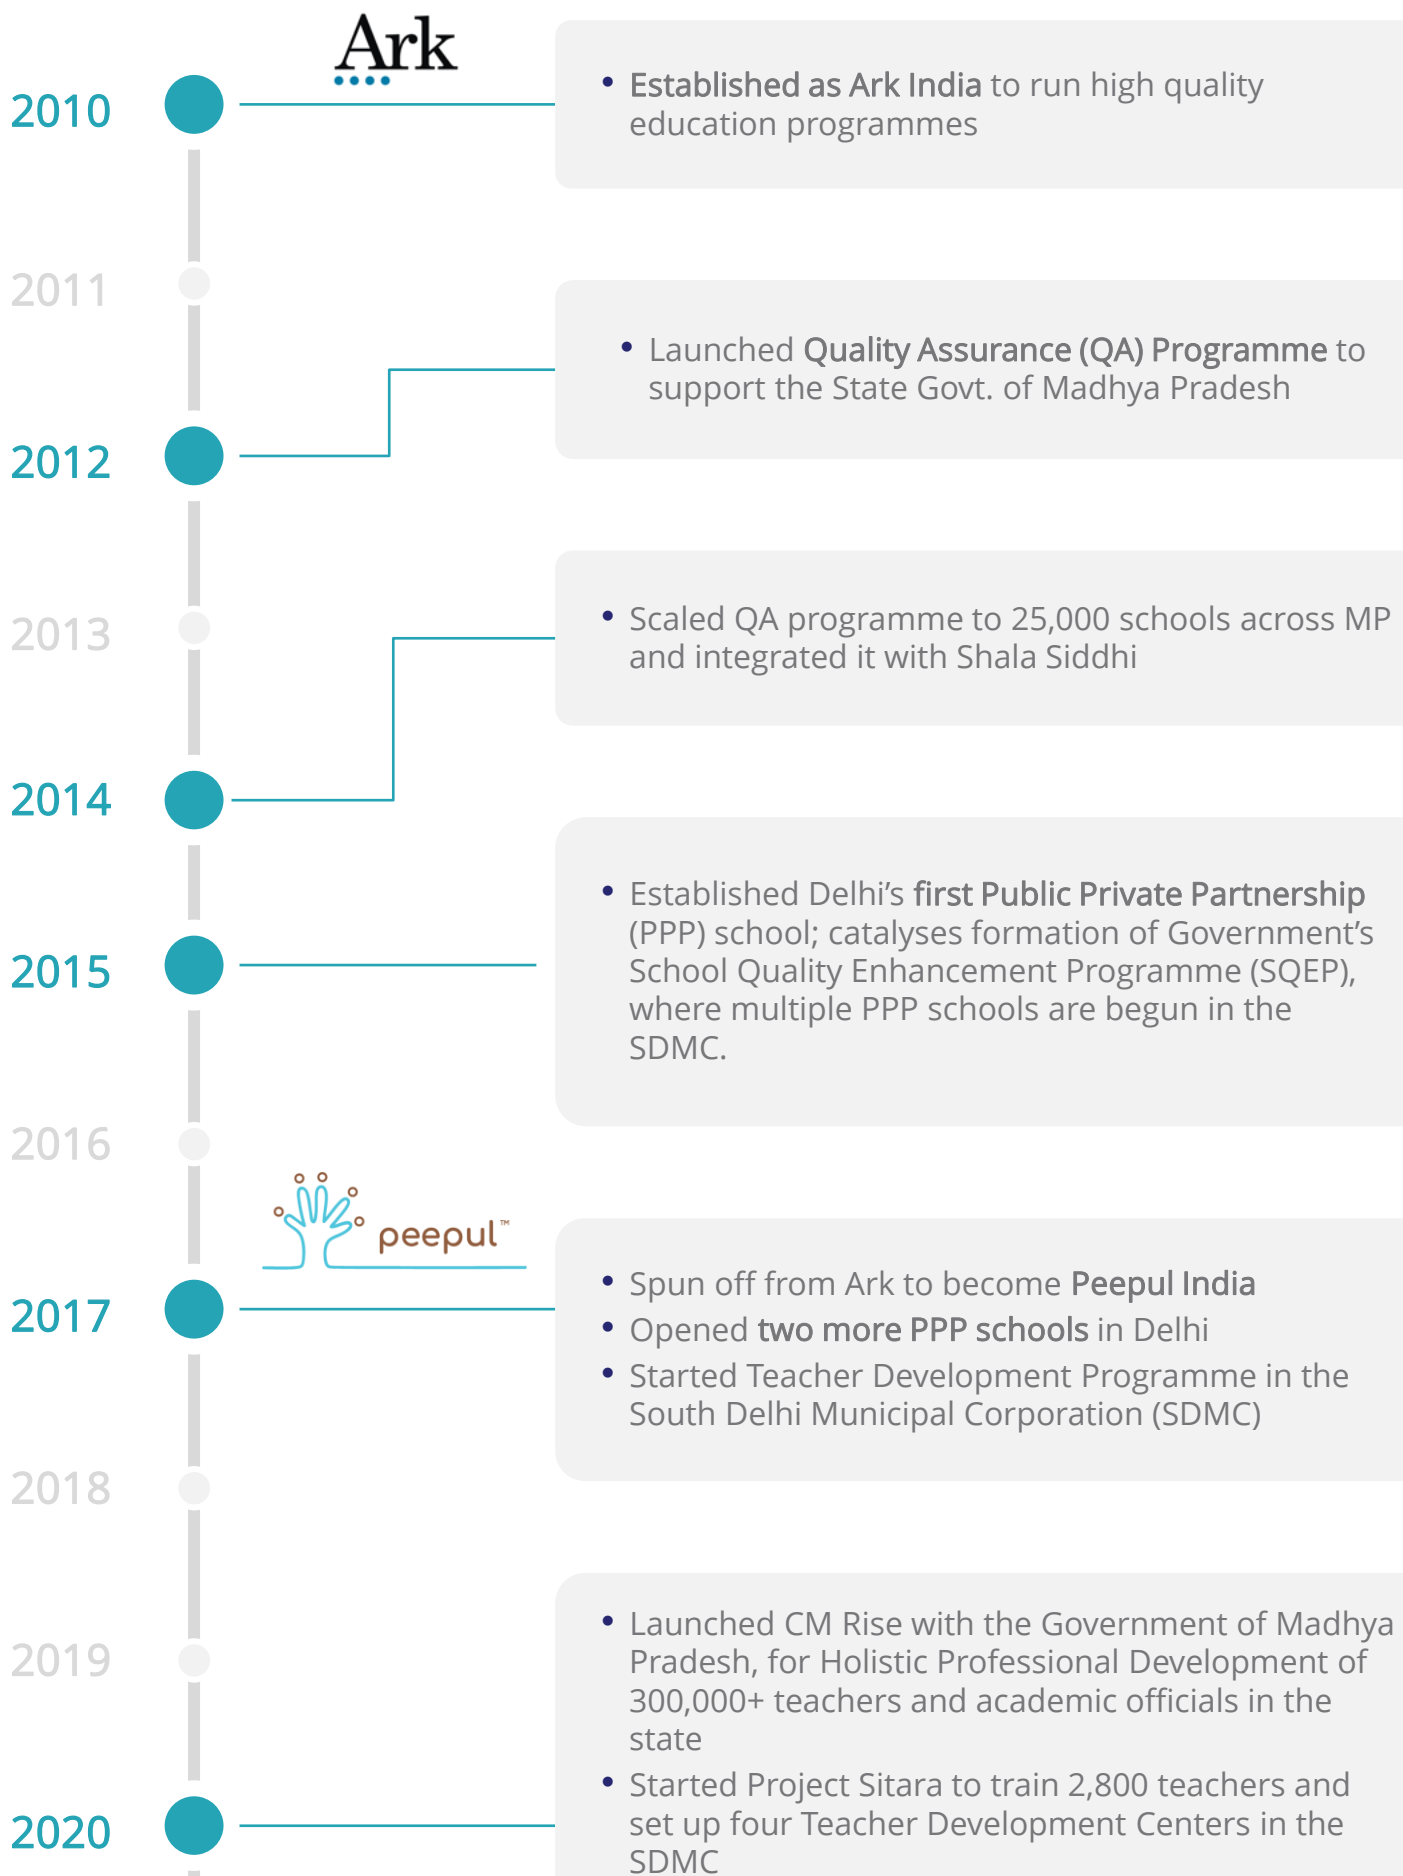 Ark
2010
• Established as Ark India to run high quality
education programmes
2011
• Launched Quality Assurance (QA) Programme to
support the State Govt. of Madhya Pradesh
2012
• Scaled QA programme to 25,000 schools across MP
and integrated it with Shala Siddhi
2013
2014
• Established Delhi’s first Public Private Partnership
(PPP) school; catalyses formation of Government’s
School Quality Enhancement Programme (SQEP),
where multiple PPP schools are begun in the
SDMC.
2015
2016
peepul™
2017
• Spun off from Ark to become Peepul India
• Opened two more PPP schools in Delhi
• Started Teacher Development Programme in the
South Delhi Municipal Corporation (SDMC)
2018
2019
• Launched CM Rise with the Government of Madhya
Pradesh, for Holistic Professional Development of
300,000+ teachers and academic officials in the
state
• Started Project Sitara to train 2,800 teachers and
set up four Teacher Development Centers in the
SDMC
2020